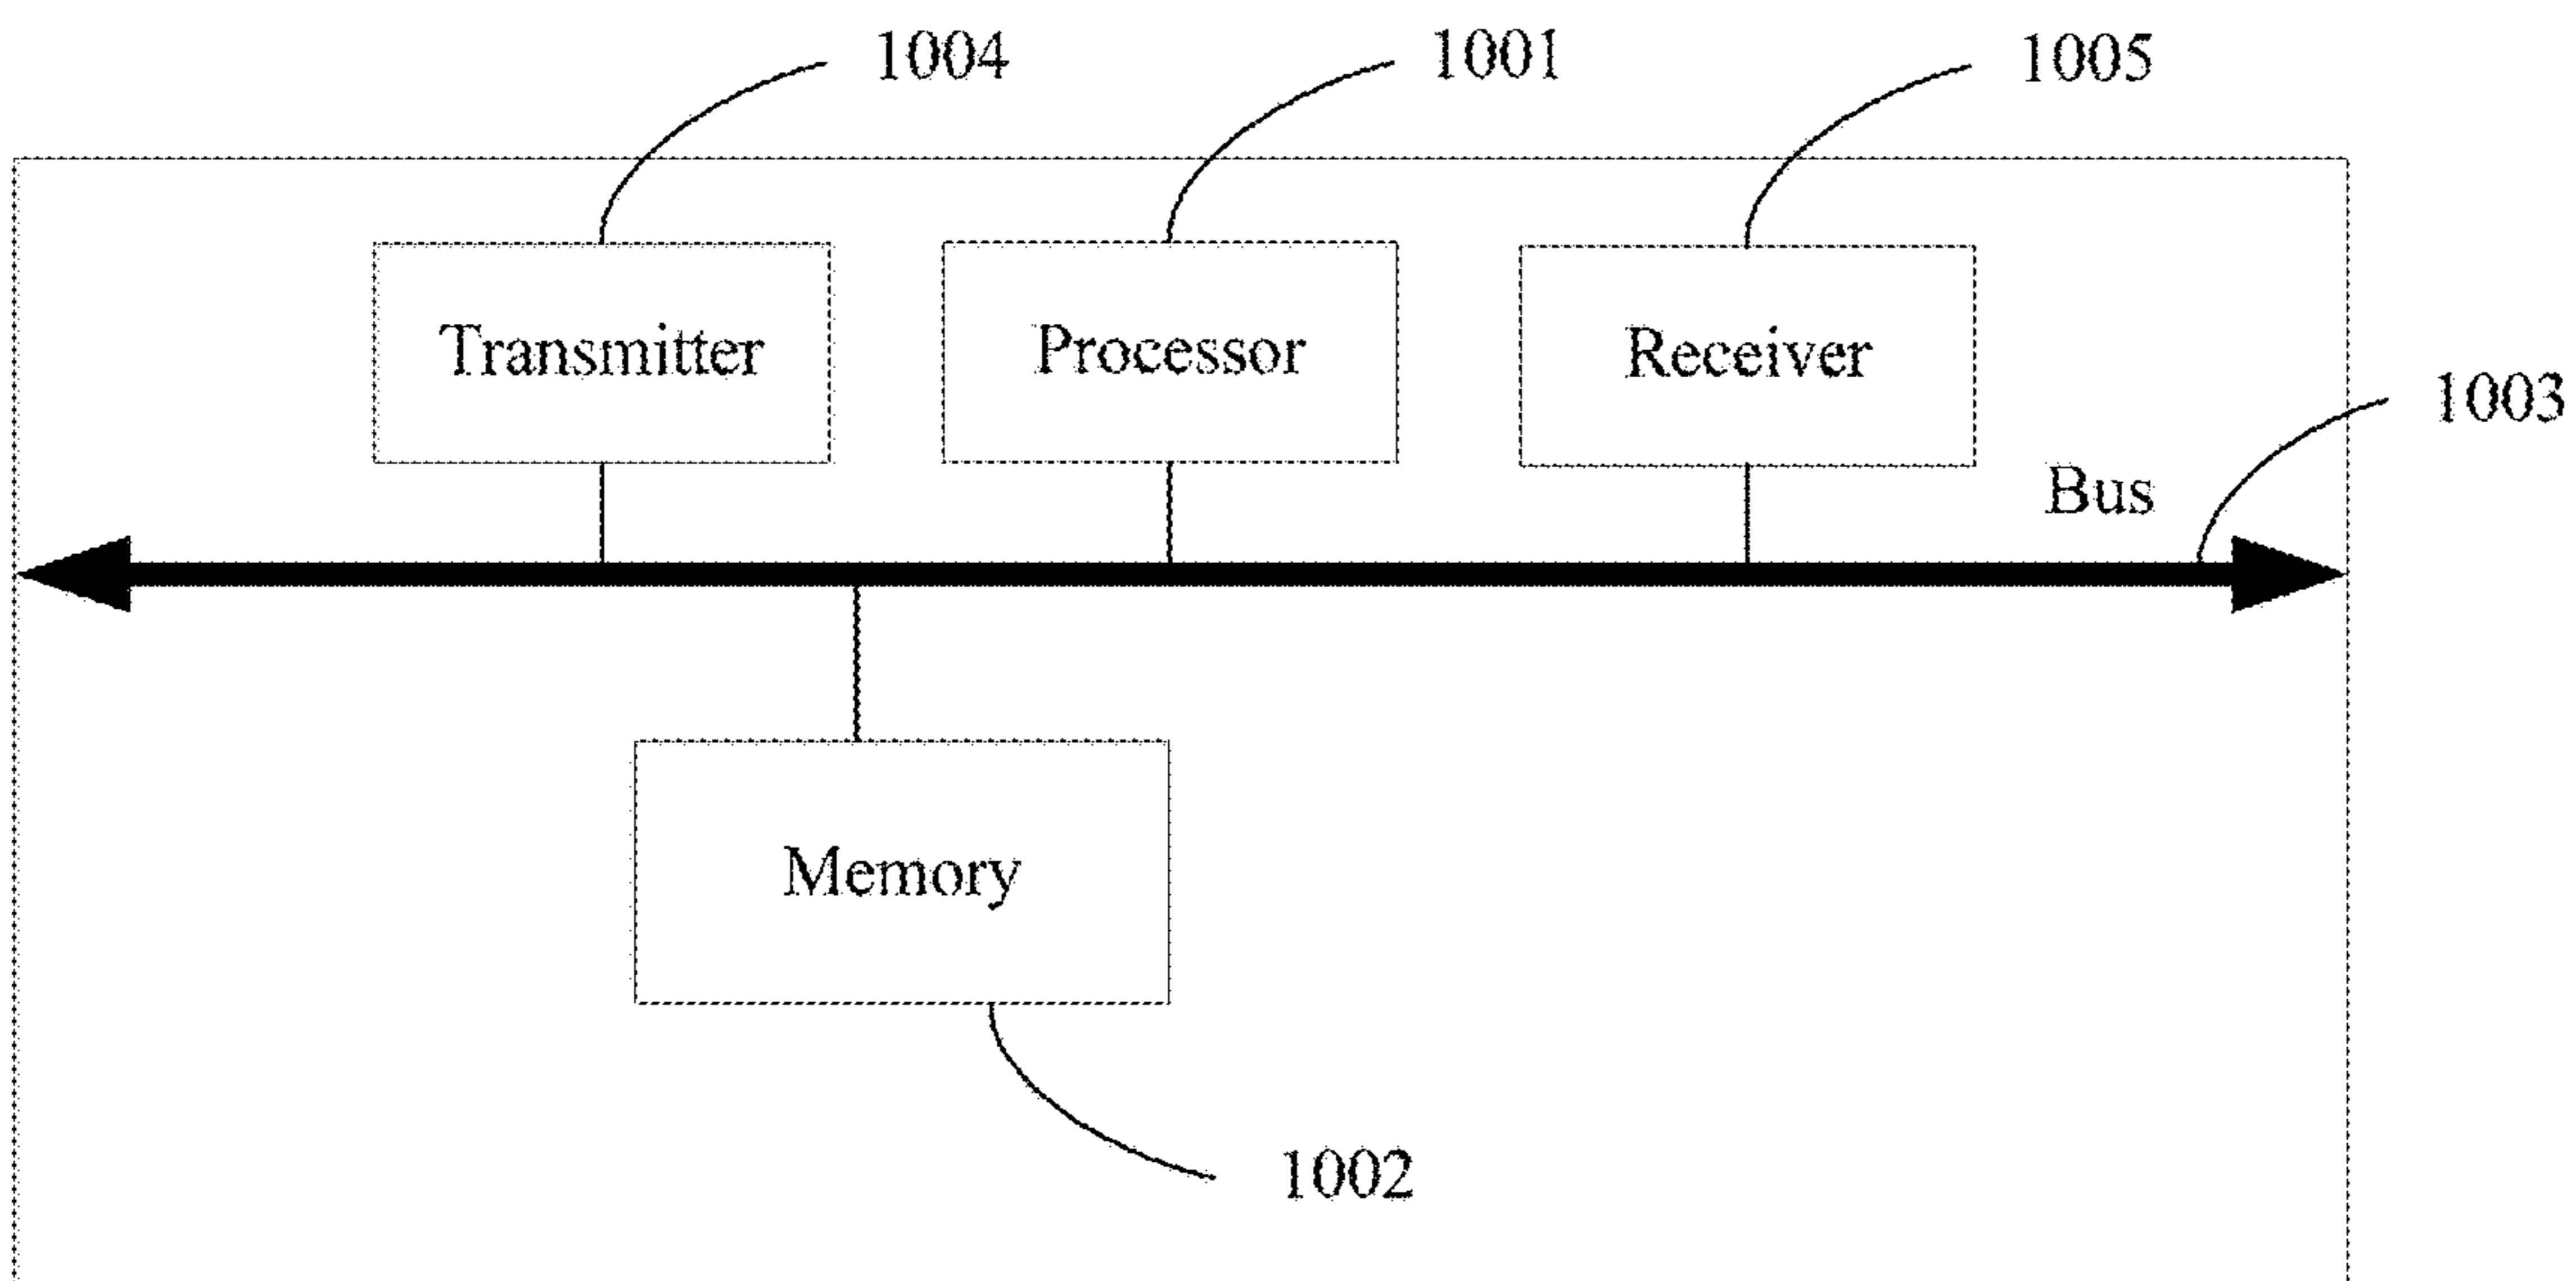 1004
1001
1005
Transmitter
Processor
Receiver
1003
Bus
Memory
1002